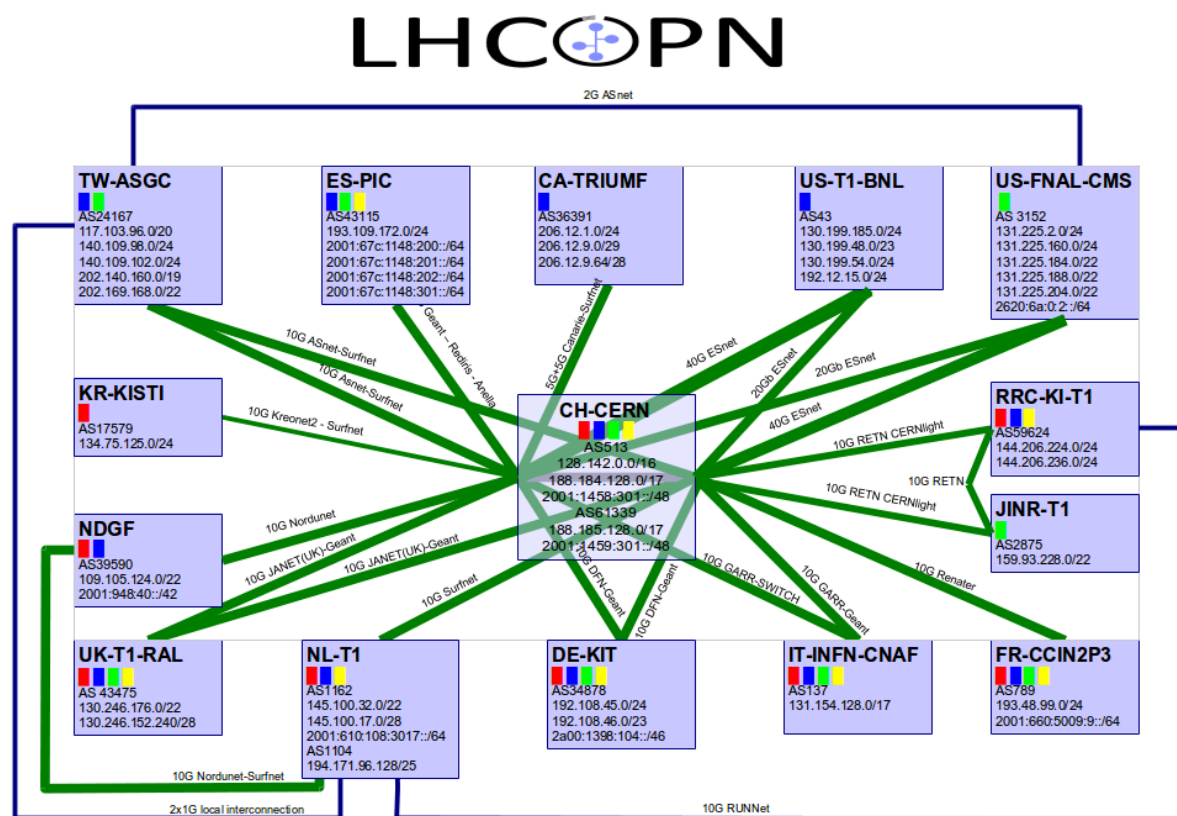 LHCOPN
2G ASnet
TW-ASGC
AS24167
117.103.96.0/20
140.109.98.0/24
140.109.102.0/24
202.140.160.0/19
202.169.168.0/22
ES-PIC
AS43115
193.109.172.0/24
2001:67c:1148:200::/64
2001:67c:1148:201::/64
2001:67c:1148:202::/64
2001:67c:1148:301::/64
CA-TRIUMF
AS36391
206.12.1.0/24
206.12.9.0/29
206.12.9.64/28
US-T1-BNL
AS43
130.199.185.0/24
130.199.48.0/23
130.199.54.0/24
192.12.15.0/24
US-FNAL-CMS
AS 3152
131.225.2.0/24
131.225.160.0/24
131.225.184.0/22
131.225.188.0/22
131.225.204.0/22
2620:6a:0:2::/64
10G ASnet-Surfnet
10G Asnet-Surfnet
Geant – Rediris - Anella
5G+5G Canarie-Surfnet
40G ESnet
20Gb ESnet
20Gb ESnet
40G ESnet
KR-KISTI
AS17579
134.75.125.0/24
10G Kreonet2 - Surfnet
CH-CERN
AS513
128.142.0.0/16
188.184.128.0/17
2001:1458:301::/48
AS61339
188.185.128.0/17
2001:1459:301::/48
RRC-KI-T1
AS59624
144.206.224.0/24
144.206.236.0/24
10G RETN CERNlight
10G RETN
10G RETN CERNlight
JINR-T1
AS2875
159.93.228.0/22
NDGF
AS39590
109.105.124.0/22
2001:948:40::/42
10G Nordunet
10G JANET(UK)-Geant
10G JANET(UK)-Geant
10G Surfnet
10G DFN-Geant
10G DFN-Geant
10G GARR-SWITCH
10G GARR-Geant
10G Renater
UK-T1-RAL
AS 43475
130.246.176.0/22
130.246.152.240/28
NL-T1
AS1162
145.100.32.0/22
145.100.17.0/28
2001:610:108:3017::/64
AS1104
194.171.96.128/25
DE-KIT
AS34878
192.108.45.0/24
192.108.46.0/23
2a00:1398:104::/46
IT-INFN-CNAF
AS137
131.154.128.0/17
FR-CCIN2P3
AS789
193.48.99.0/24
2001:660:5009:9::/64
10G Nordunet-Surfnet
2x1G local interconnection
10G RUNNet